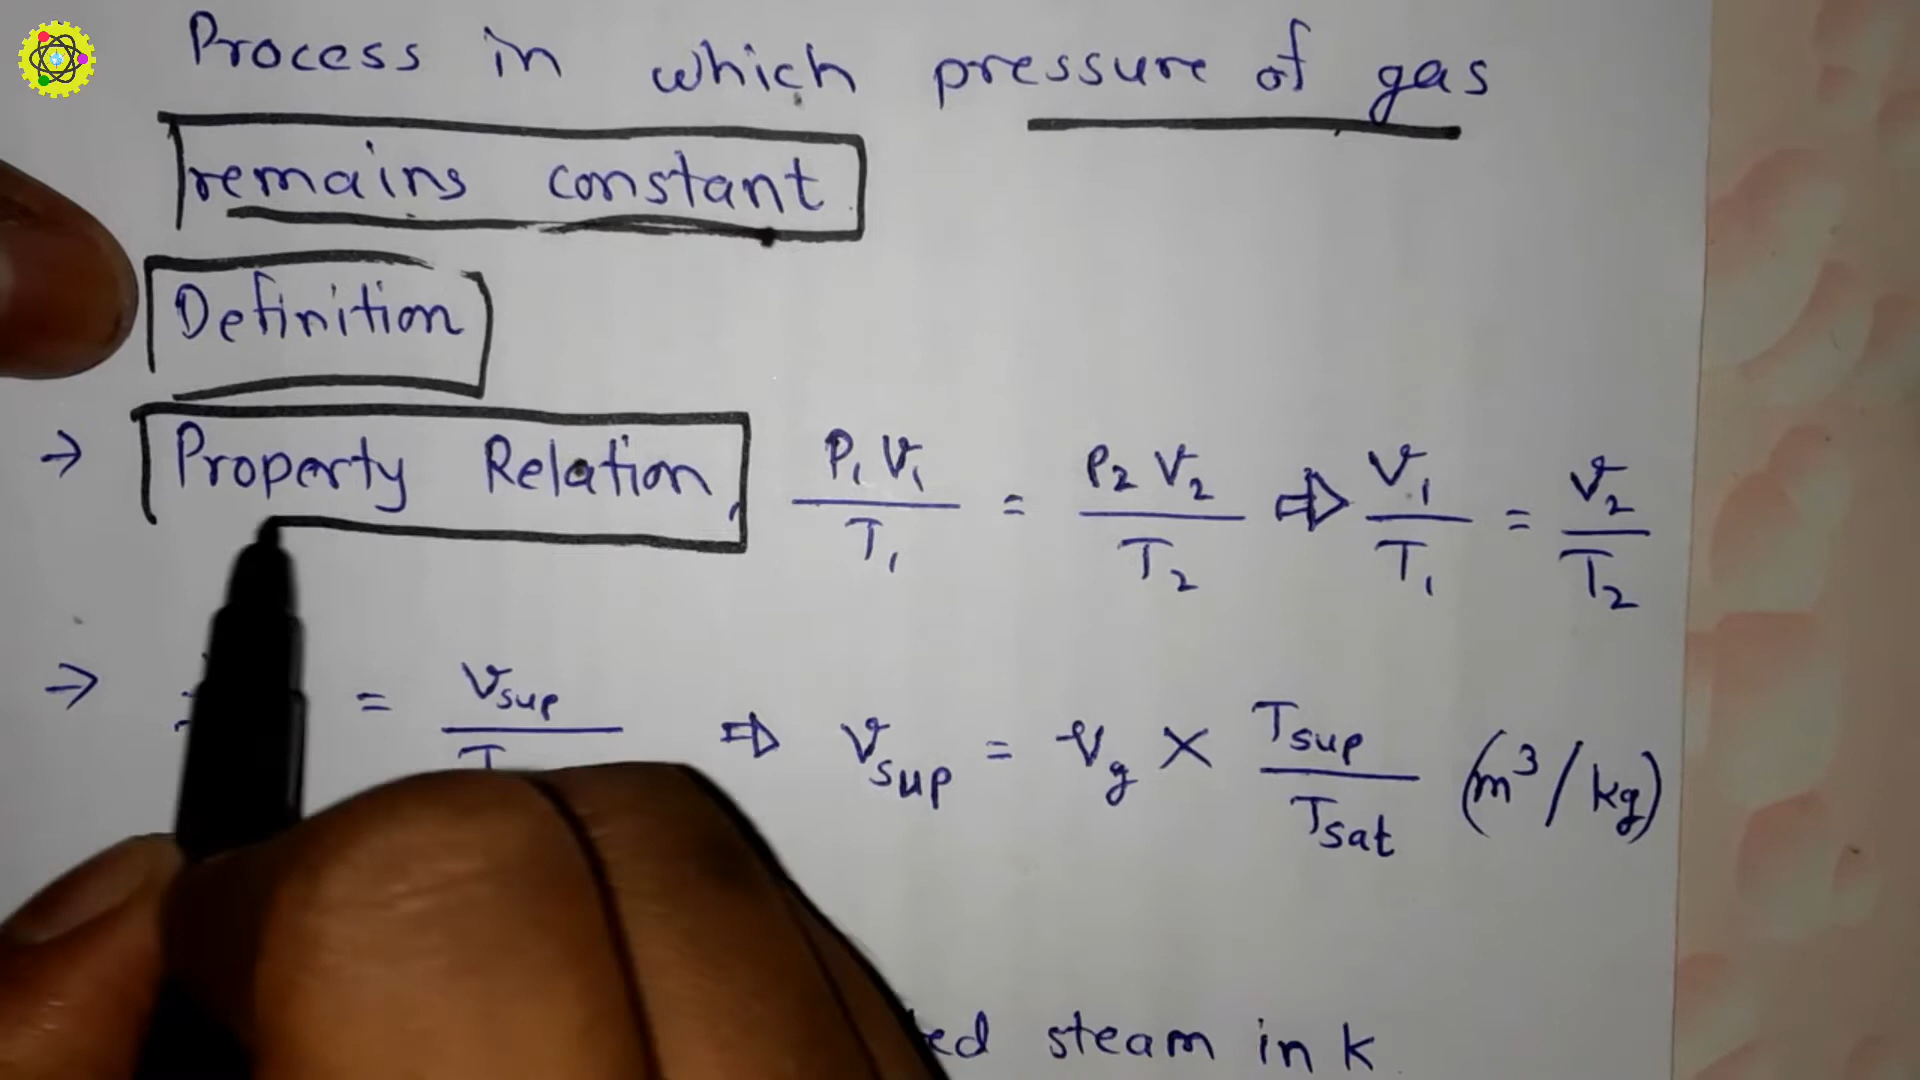 Process in which pressure of gas
remains constant
Definition
→ Property Relation, P₁V₁/T₁ = P₂V₂/T₂ ⇒ V₁/T₁ = V₂/T₂
→ = Vsup/T ⇒ Vsup = Vg × Tsup/Tsat (m³/kg)
steam in K